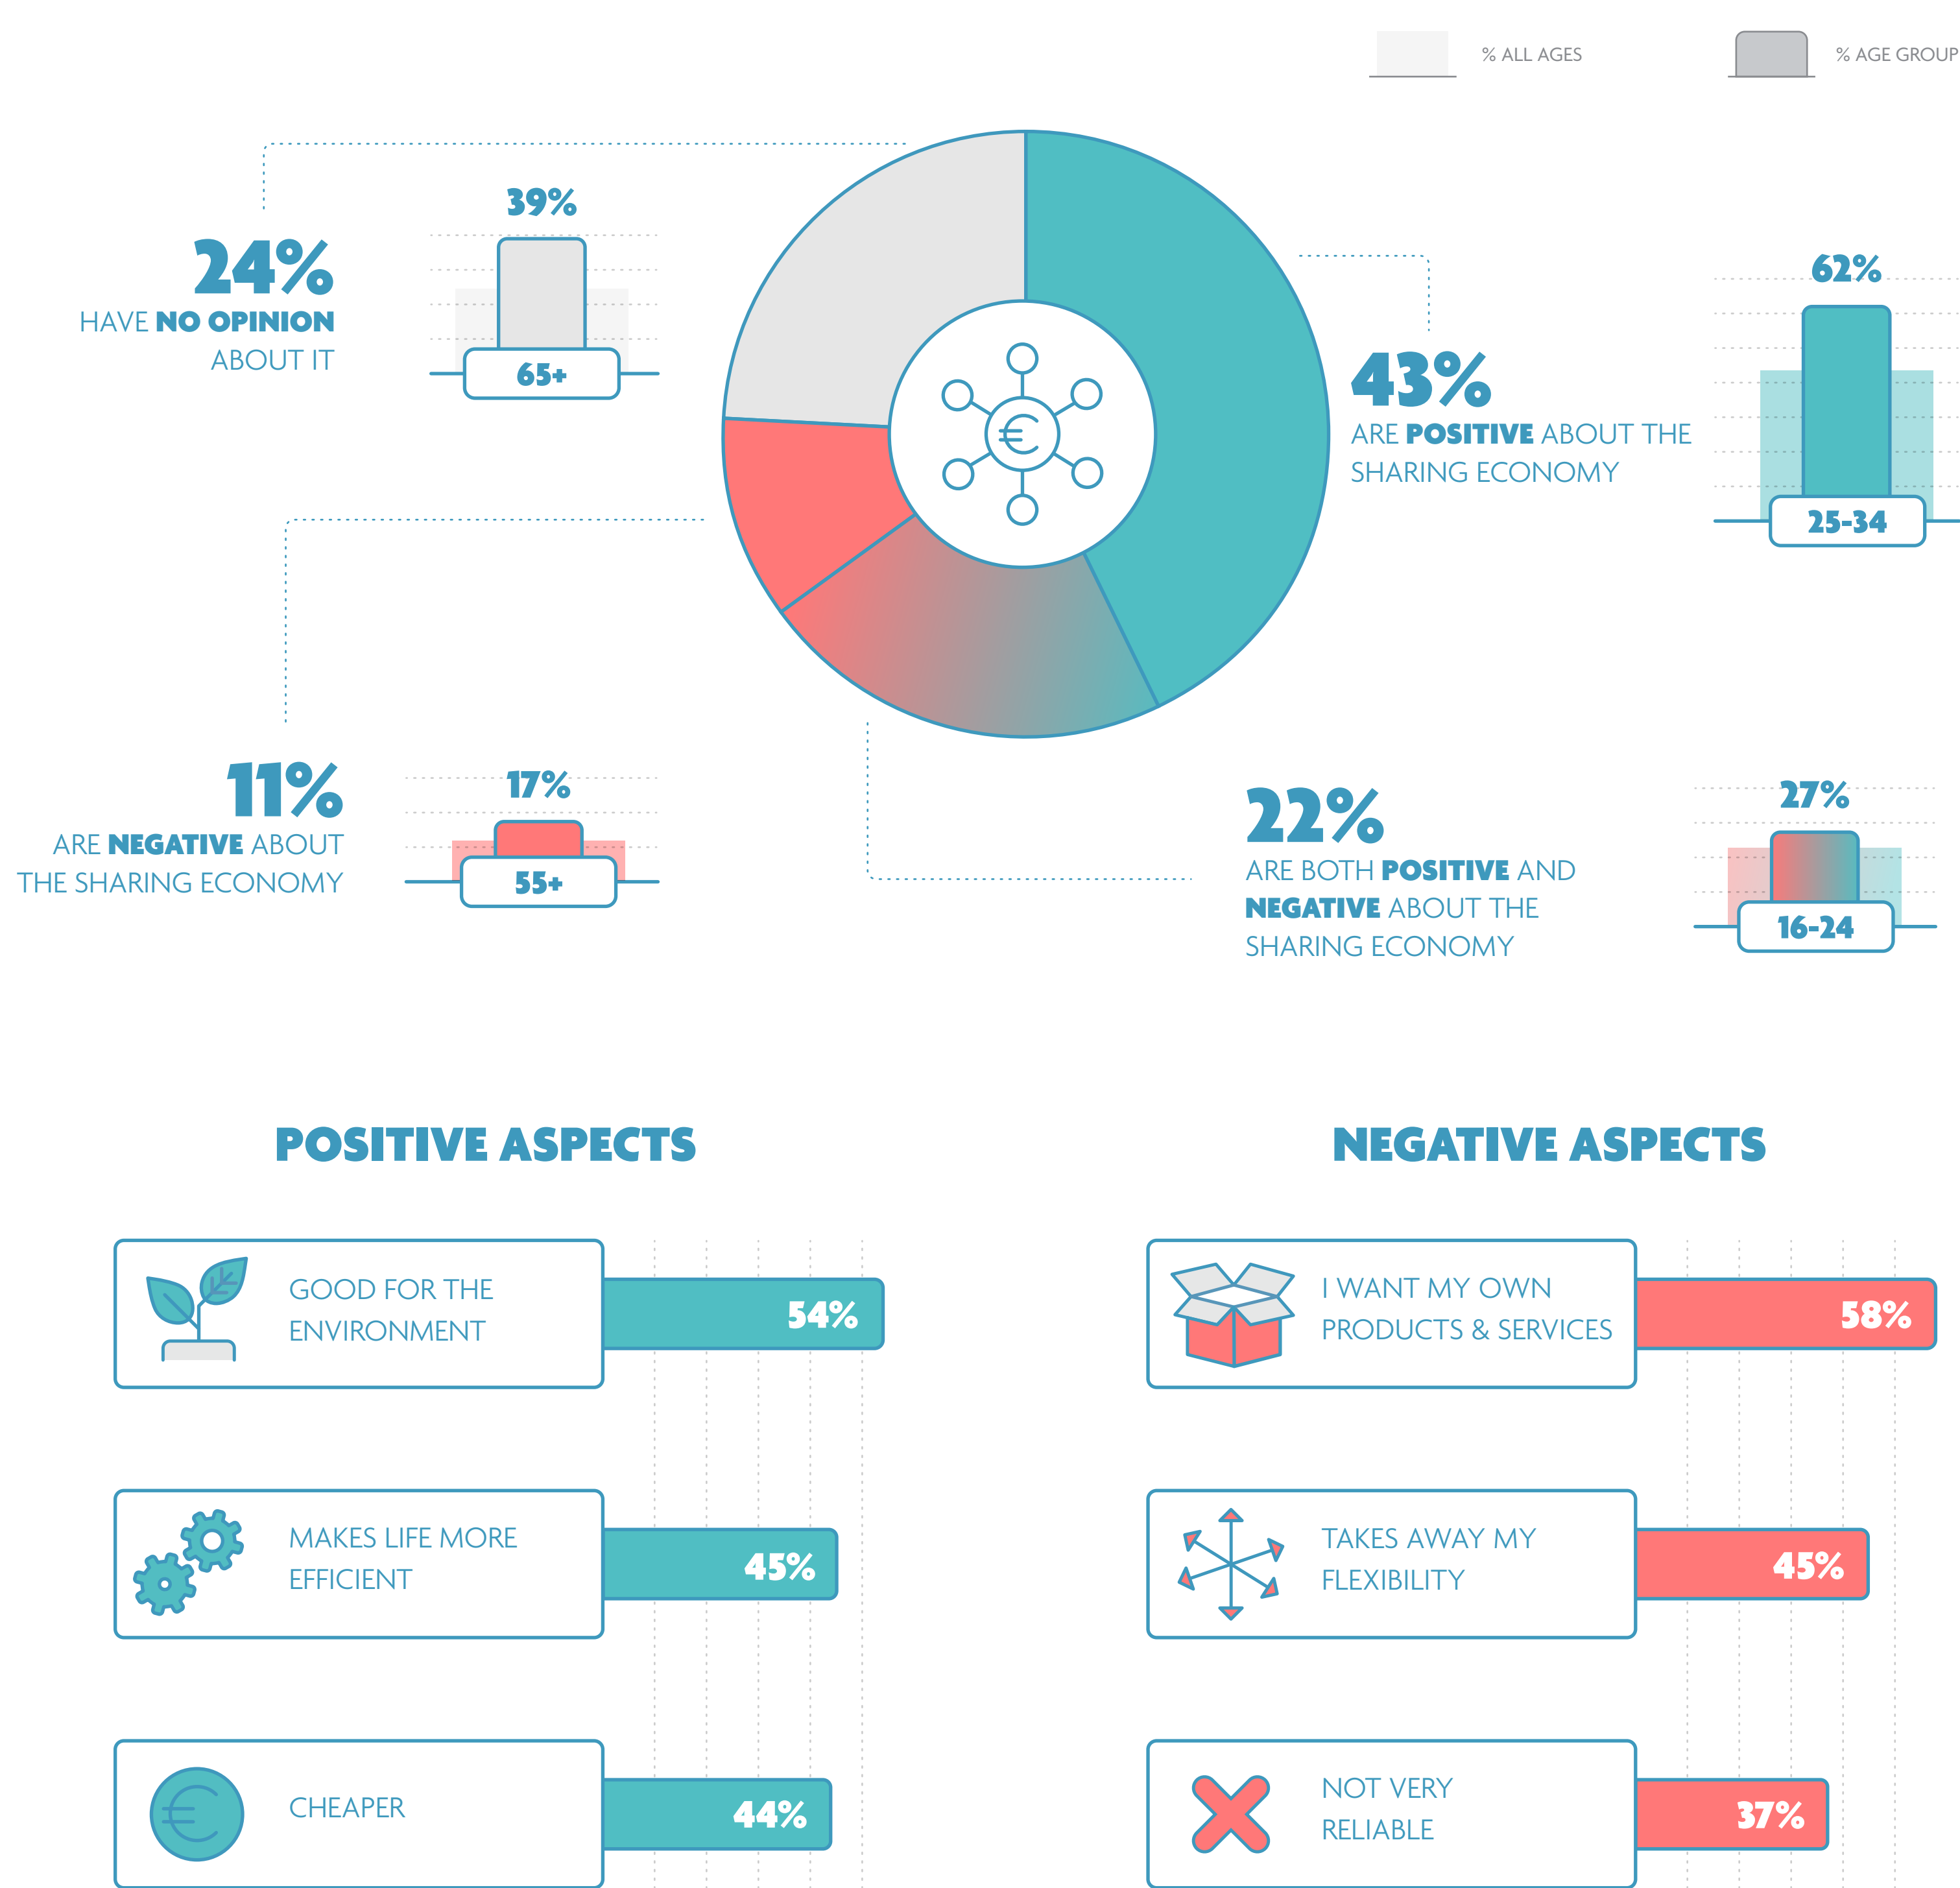 % ALL AGES
% AGE GROUP
39%
24%
HAVE NO OPINION
ABOUT IT
65+
62%
43%
ARE POSITIVE ABOUT THE
SHARING ECONOMY
25-34
11%
ARE NEGATIVE ABOUT
THE SHARING ECONOMY
17%
55+
22%
ARE BOTH POSITIVE AND
NEGATIVE ABOUT THE
SHARING ECONOMY
27%
16-24
POSITIVE ASPECTS
GOOD FOR THE
ENVIRONMENT
54%
MAKES LIFE MORE
EFFICIENT
45%
CHEAPER
44%
NEGATIVE ASPECTS
I WANT MY OWN
PRODUCTS & SERVICES
58%
TAKES AWAY MY
FLEXIBILITY
45%
NOT VERY
RELIABLE
37%